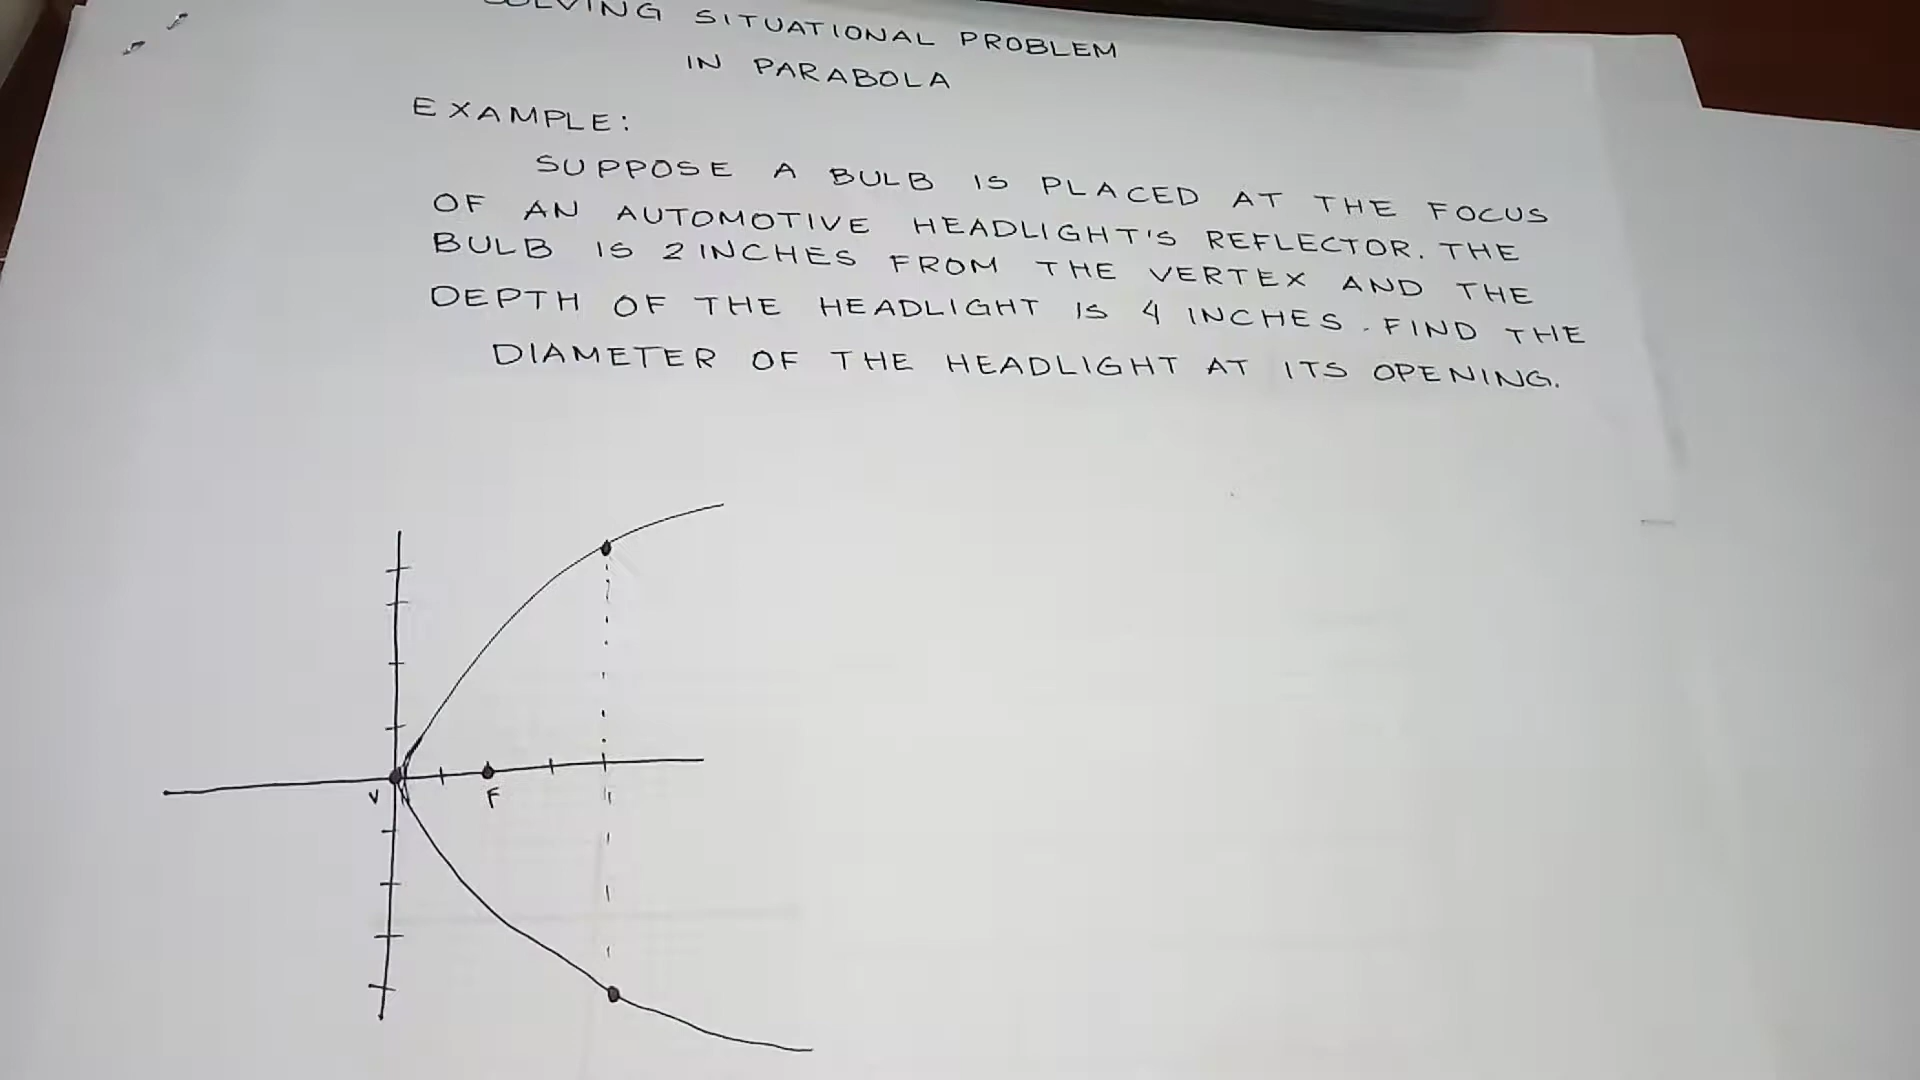 SOLVING SITUATIONAL PROBLEM
IN PARABOLA
EXAMPLE:
SUPPOSE A BULB IS PLACED AT THE FOCUS
OF AN AUTOMOTIVE HEADLIGHT'S REFLECTOR. THE
BULB IS 2 INCHES FROM THE VERTEX AND THE
DEPTH OF THE HEADLIGHT IS 4 INCHES. FIND THE
DIAMETER OF THE HEADLIGHT AT ITS OPENING.
V F